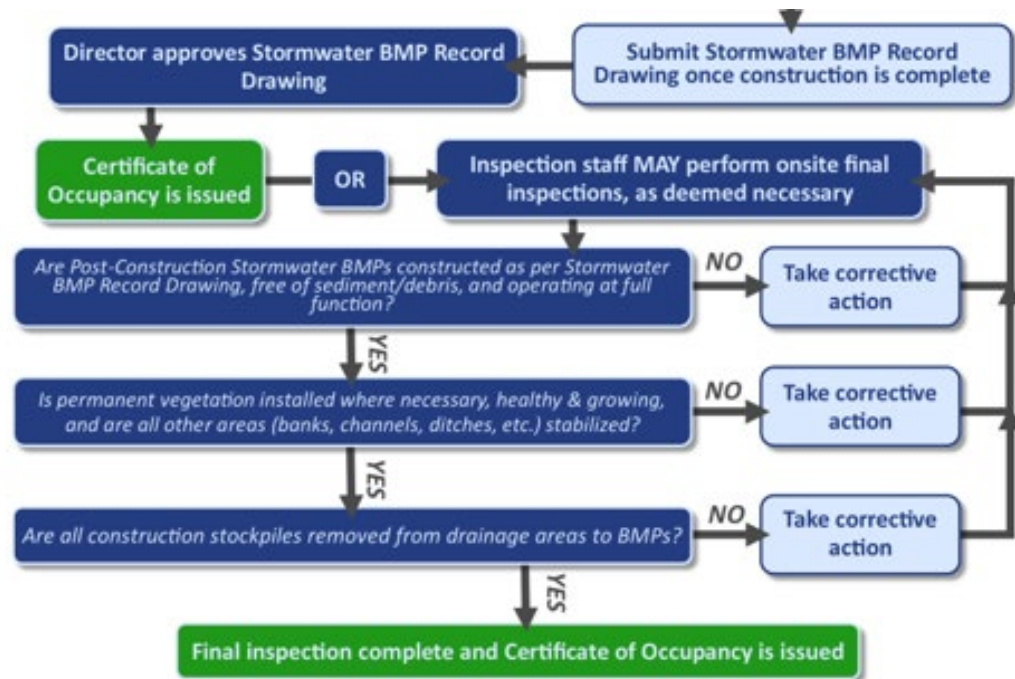 Director approves Stormwater BMP Record
Drawing
Submit Stormwater BMP Record
Drawing once construction is complete
Certificate of
Occupancy is issued
OR
Inspection staff MAY perform onsite final
inspections, as deemed necessary
Are Post-Construction Stormwater BMPs constructed as per Stormwater
BMP Record Drawing, free of sediment/debris, and operating at full
function?
NO
Take corrective
action
YES
Is permanent vegetation installed where necessary, healthy & growing,
and are all other areas (banks, channels, ditches, etc.) stabilized?
NO
Take corrective
action
YES
Are all construction stockpiles removed from drainage areas to BMPs?
NO
Take corrective
action
YES
Final inspection complete and Certificate of Occupancy is issued